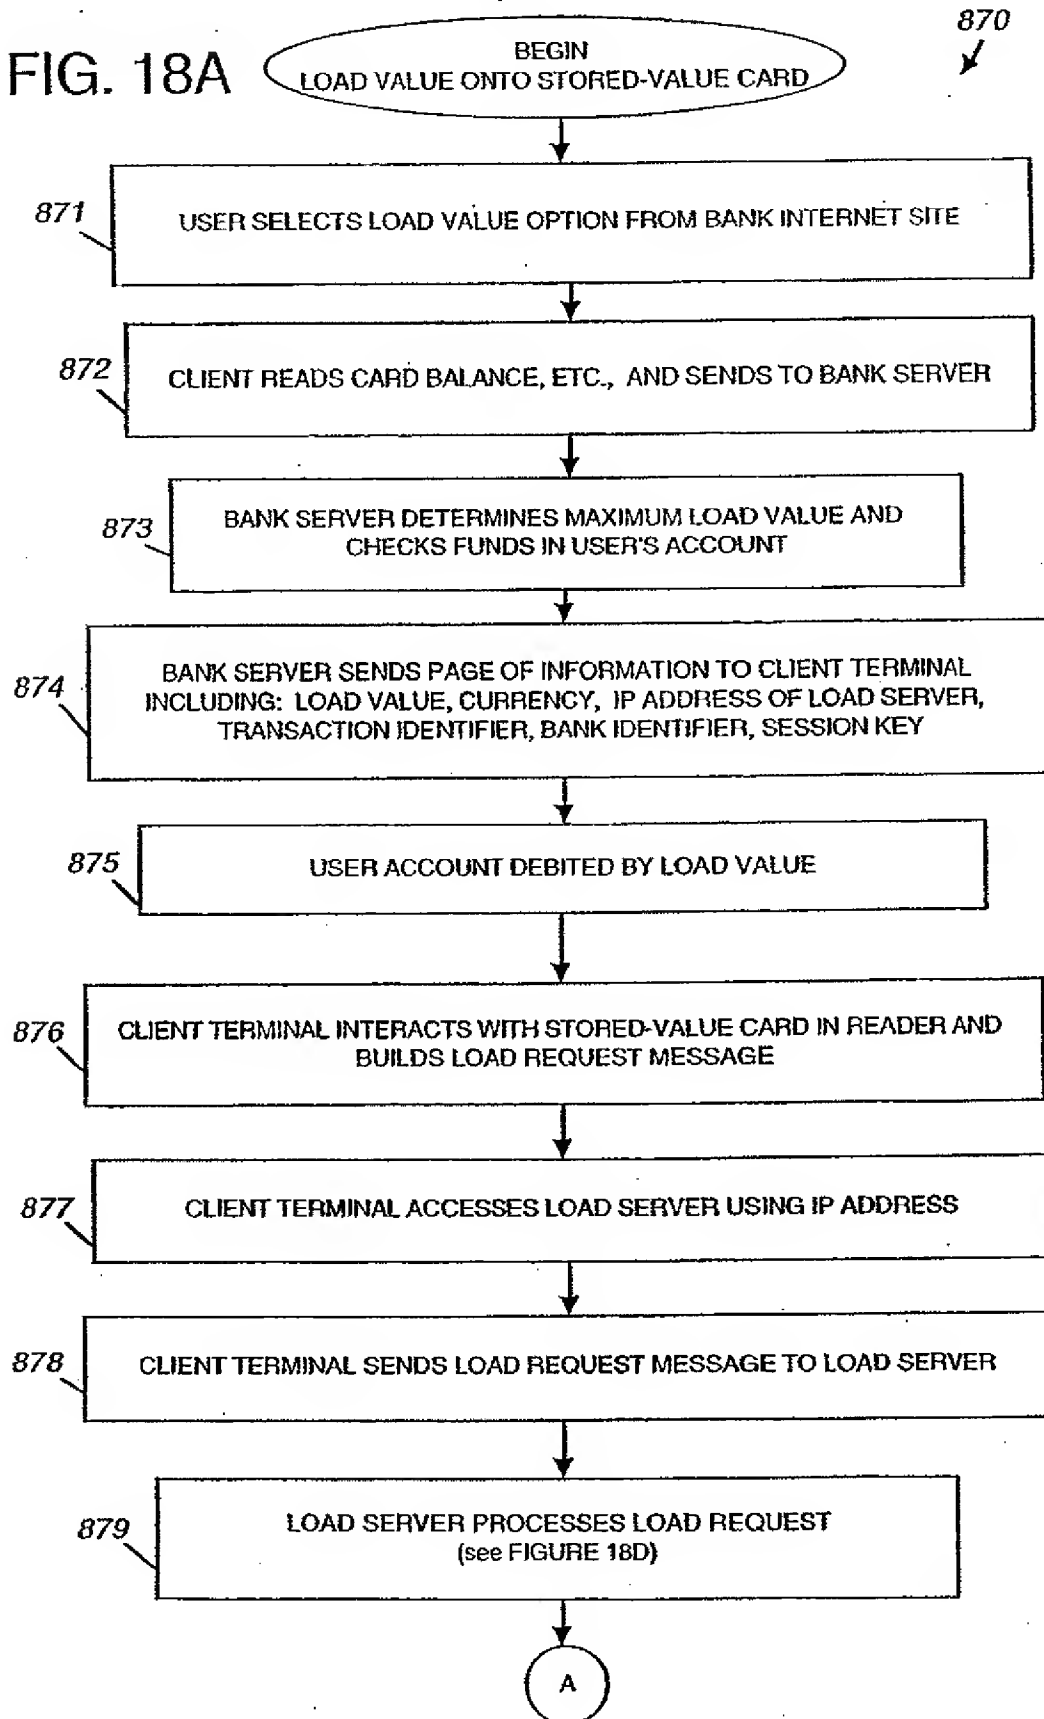 870
FIG. 18A
BEGIN
LOAD VALUE ONTO STORED-VALUE CARD
871
USER SELECTS LOAD VALUE OPTION FROM BANK INTERNET SITE
872
CLIENT READS CARD BALANCE, ETC., AND SENDS TO BANK SERVER
873
BANK SERVER DETERMINES MAXIMUM LOAD VALUE AND
CHECKS FUNDS IN USER'S ACCOUNT
874
BANK SERVER SENDS PAGE OF INFORMATION TO CLIENT TERMINAL
INCLUDING: LOAD VALUE, CURRENCY, IP ADDRESS OF LOAD SERVER,
TRANSACTION IDENTIFIER, BANK IDENTIFIER, SESSION KEY
875
USER ACCOUNT DEBITED BY LOAD VALUE
876
CLIENT TERMINAL INTERACTS WITH STORED-VALUE CARD IN READER AND
BUILDS LOAD REQUEST MESSAGE
877
CLIENT TERMINAL ACCESSES LOAD SERVER USING IP ADDRESS
878
CLIENT TERMINAL SENDS LOAD REQUEST MESSAGE TO LOAD SERVER
879
LOAD SERVER PROCESSES LOAD REQUEST
(see FIGURE 18D)
A